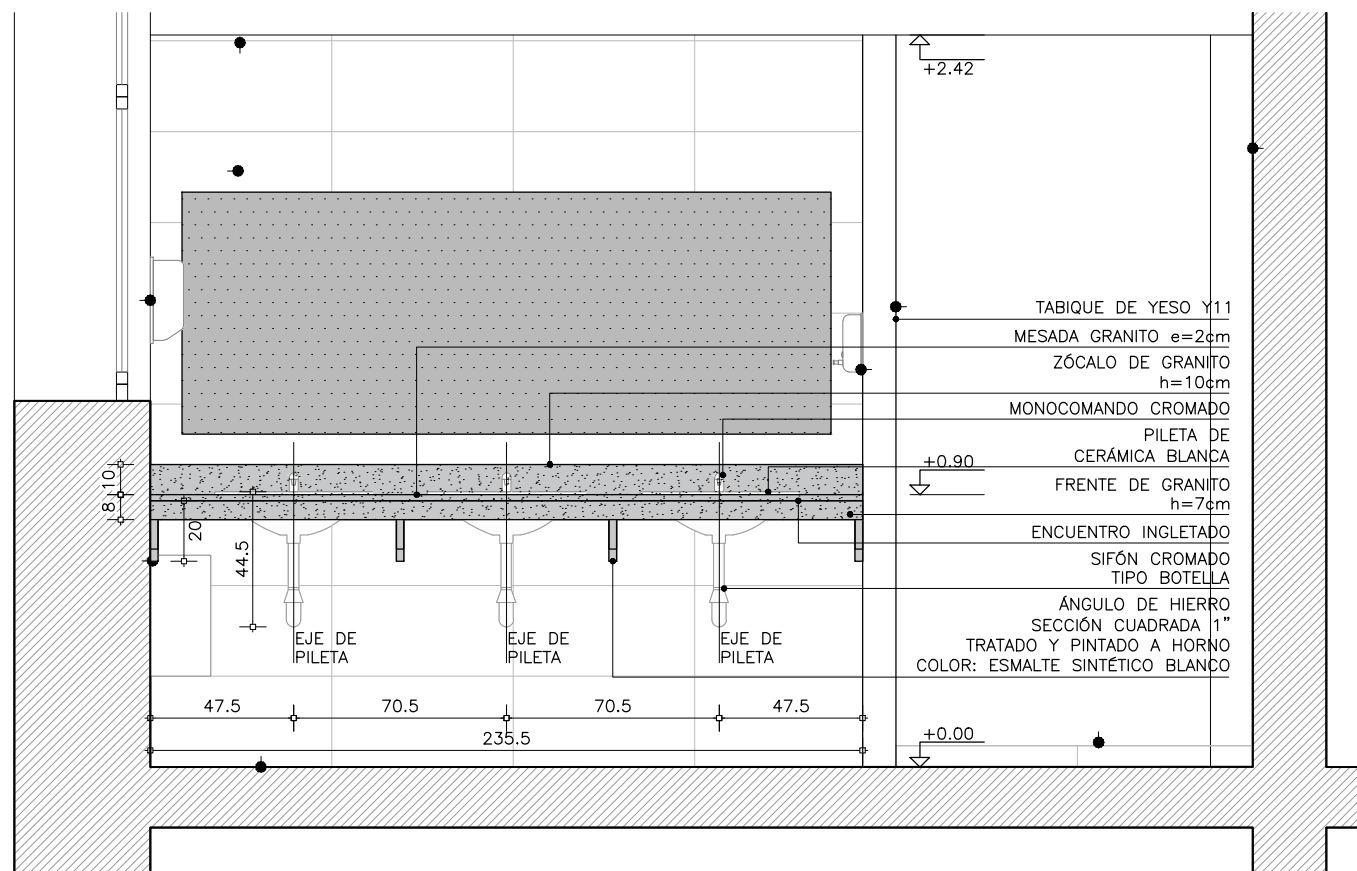 +2.42
TABIQUE DE YESO Y11
MESADA GRANITO e=2cm
ZÓCALO DE GRANITO
h=10cm
MONOCOMANDO CROMADO
PILETA DE
CERÁMICA BLANCA
+0.90
FRENTE DE GRANITO
h=7cm
ENCUENTRO INGLETADO
SIFÓN CROMADO
TIPO BOTELLA
ÁNGULO DE HIERRO
SECCIÓN CUADRADA 1”
TRATADO Y PINTADO A HORNO
COLOR: ESMALTE SINTÉTICO BLANCO
10
8
20
44.5
EJE DE
PILETA
EJE DE
PILETA
EJE DE
PILETA
47.5 70.5 70.5 47.5
235.5
+0.00